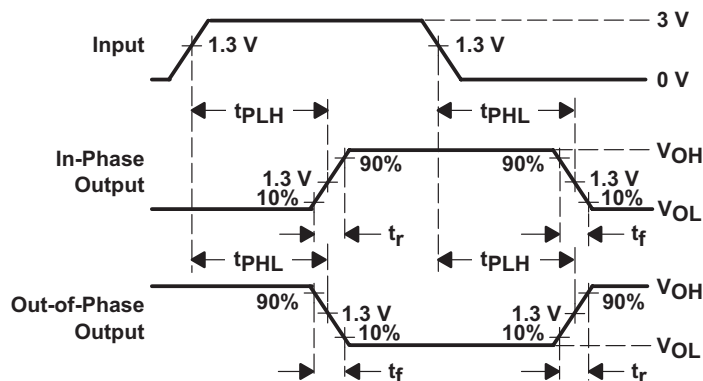 3 V
Input
1.3 V
1.3 V
0 V
tPLH
tPHL
In-Phase
Output
90%
90%
VOH
1.3 V
1.3 V
10%
10%
VOL
tr
tf
tPHL
tPLH
Out-of-Phase
Output
90%
90%
VOH
1.3 V
1.3 V
10%
10%
VOL
tf
tr